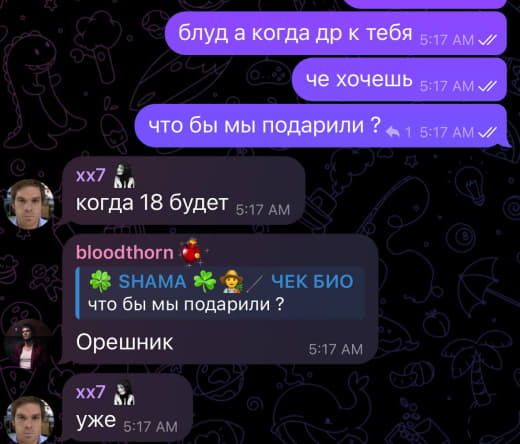 блуд а когда др к тебя 5:17 AM
че хочешь 5:17 AM
что бы мы подарили ? 1 5:17 AM
xx7
когда 18 будет 5:17 AM
bloodthorn
SHAMA ЧЕК БИО
что бы мы подарили ?
Орешник 5:17 AM
xx7
уже 5:17 AM